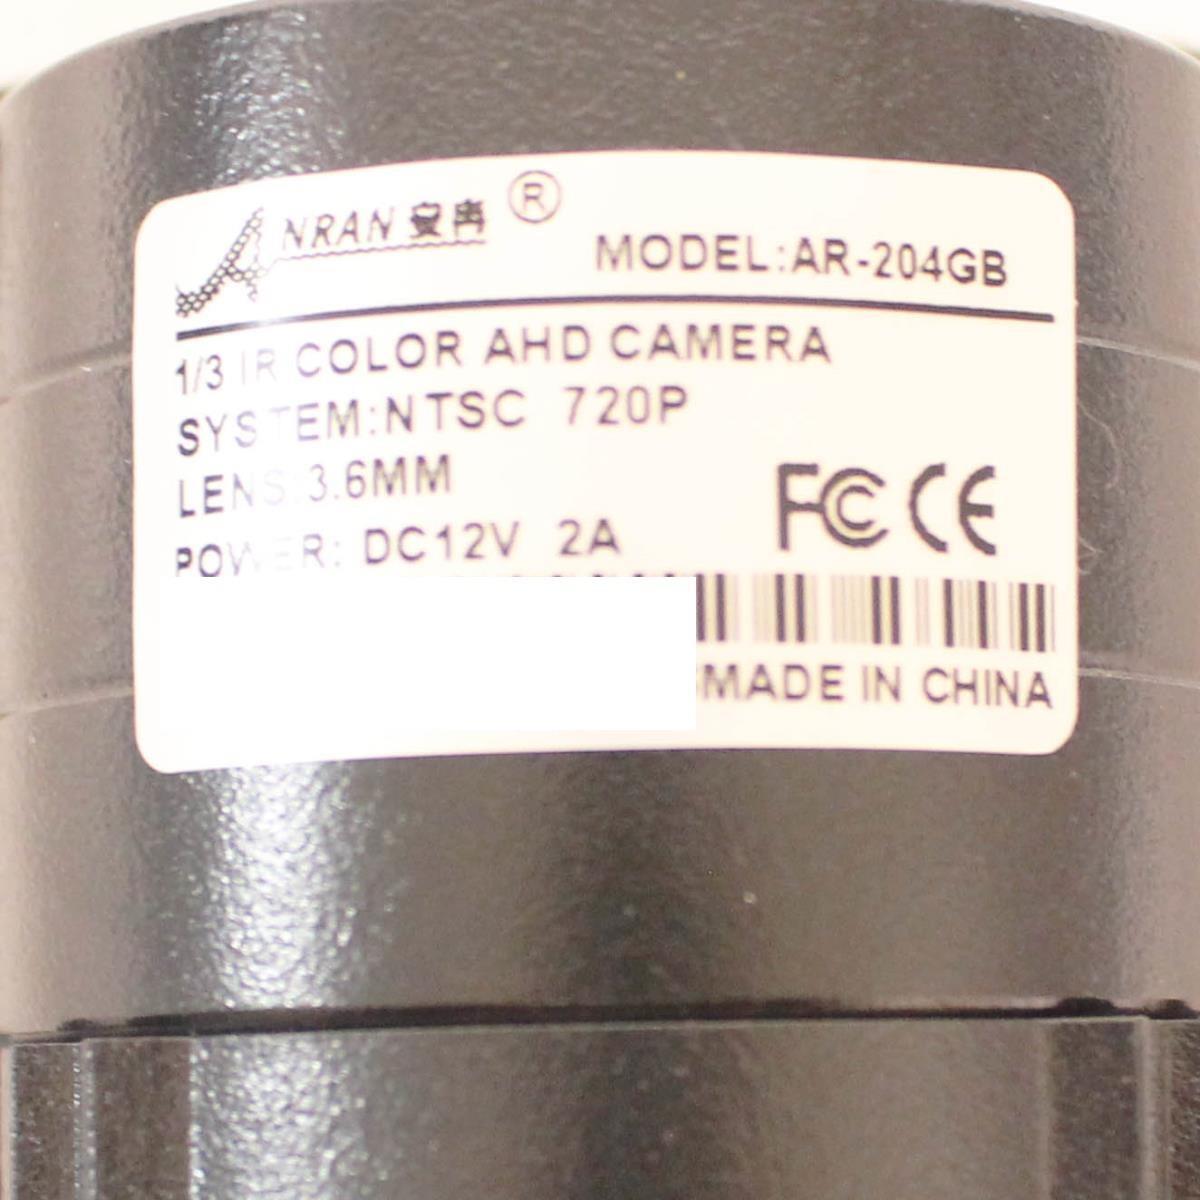 ANRAN 安冉 ®
MODEL:AR-204GB
1/3 IR COLOR AHD CAMERA
SYSTEM:NTSC 720P
LENS:3.6MM
POWER: DC12V 2A
FC CE
MADE IN CHINA